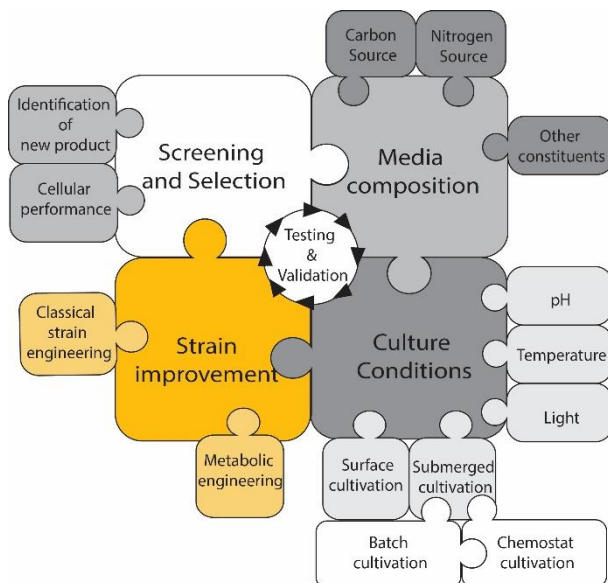 Carbon
Source
Nitrogen
Source
Identification
of
new product
Cellular
performance
Screening
and Selection
Media
composition
Other
constituents
Testing
&
Validation
Classical
strain
engineering
Strain
improvement
Culture
Conditions
pH
Temperature
Light
Metabolic
engineering
Surface
cultivation
Submerged
cultivation
Batch
cultivation
Chemostat
cultivation